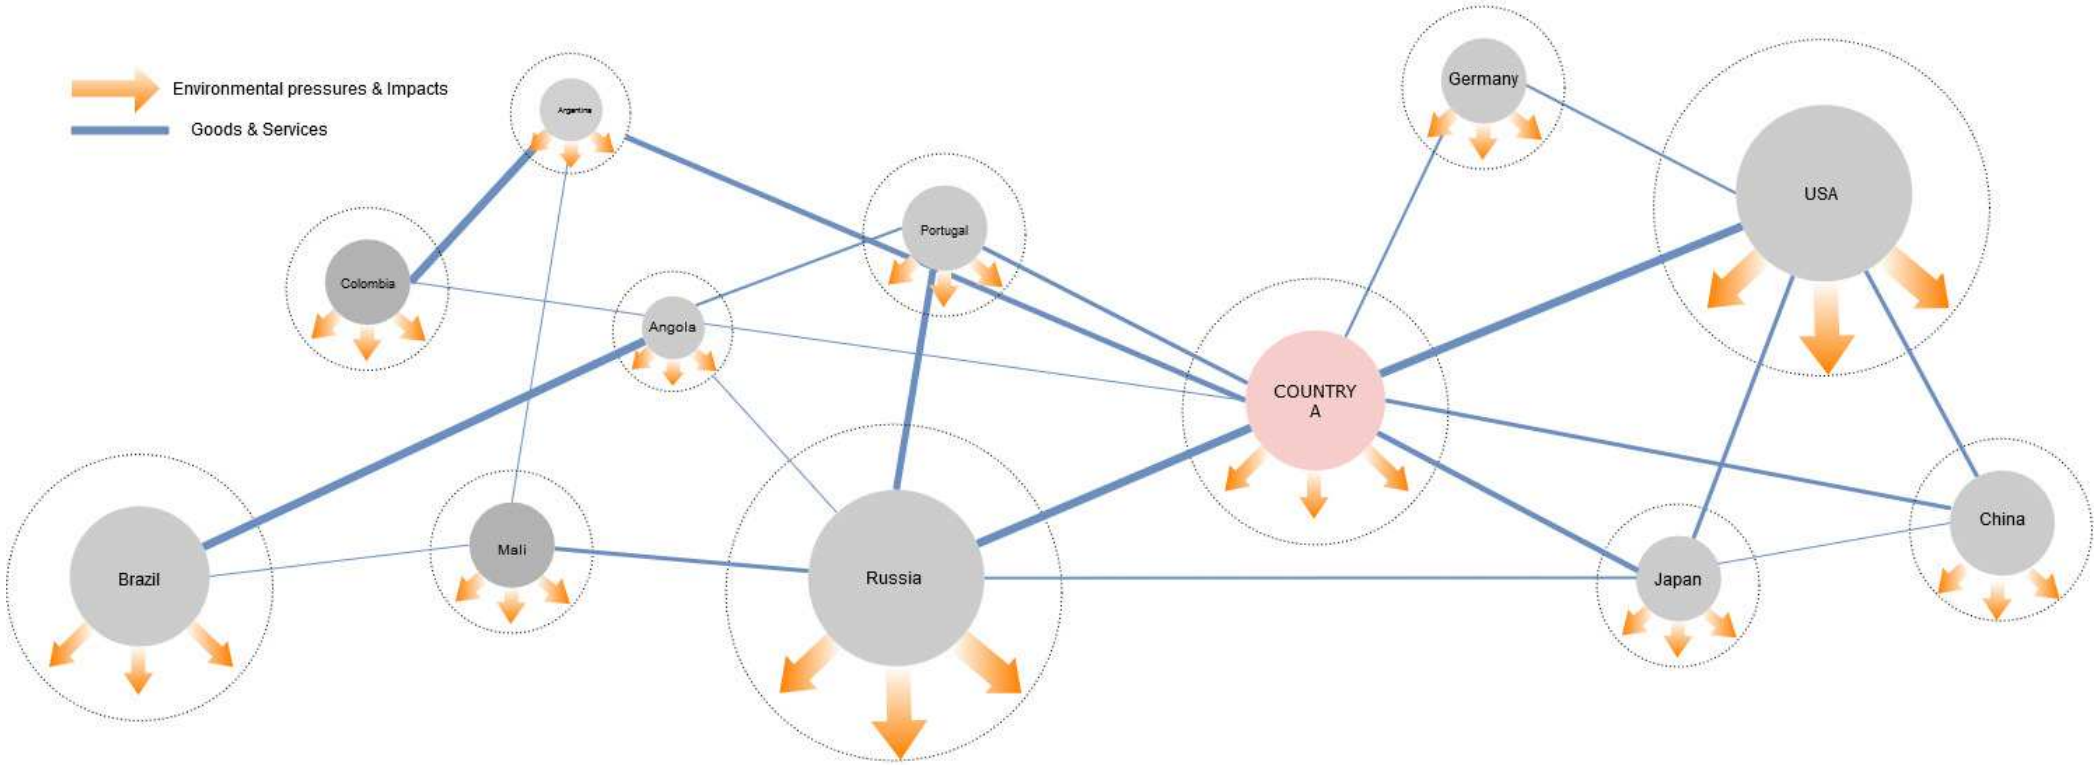 Environmental pressures & Impacts
Goods & Services
Argentina
Germany
USA
Portugal
Colombia
Angola
COUNTRY
A
China
Mali
Brazil
Russia
Japan